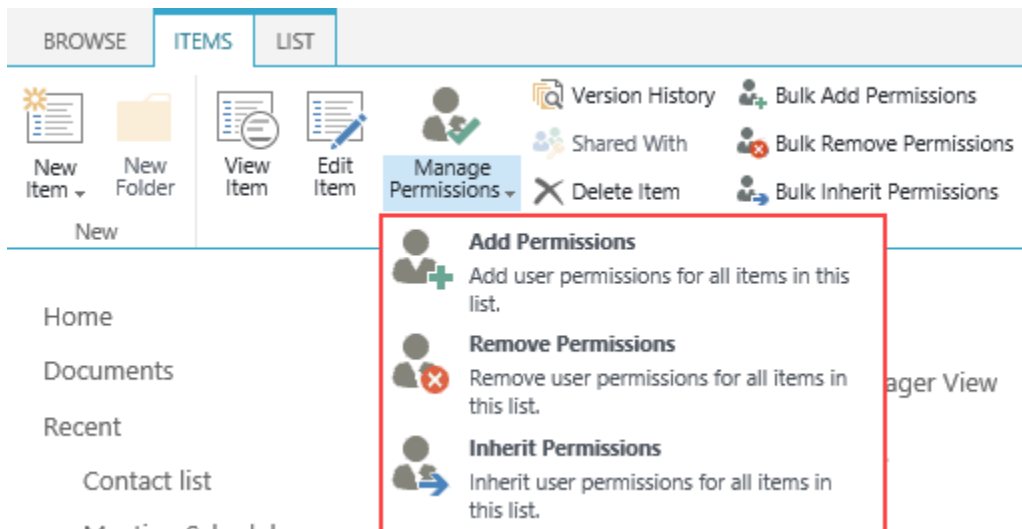 BROWSE
ITEMS
LIST
New
Item
New
Folder
View
Item
Edit
Item
Manage
Permissions
Version History
Shared With
Delete Item
Bulk Add Permissions
Bulk Remove Permissions
Bulk Inherit Permissions
New
Add Permissions
Add user permissions for all items in this
list.
Remove Permissions
Remove user permissions for all items in
this list.
Inherit Permissions
Inherit user permissions for all items in
this list.
Home
Documents
Recent
Contact list
ager View